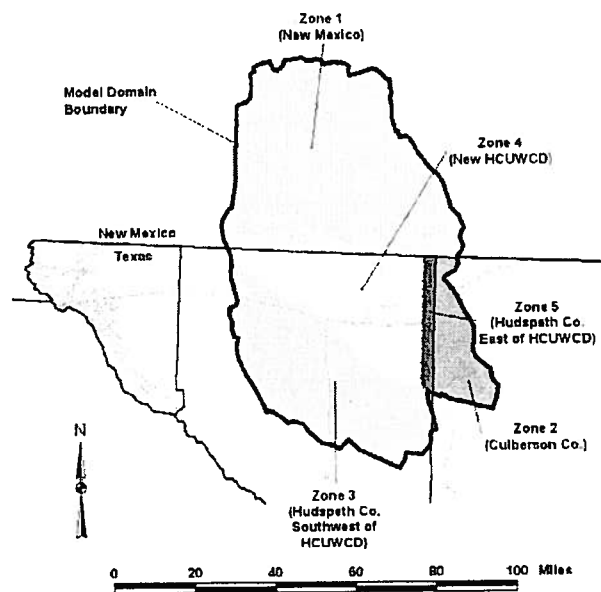 Zone 1
(New Mexico)
Model Domain
Boundary
Zone 4
(New HCUWCD)
New Mexico
Texas
Zone 5
(Hudspath Co.
East of HCUWCD)
Zone 2
(Culberson Co.)
N
Zone 3
(Hudspeth Co.
Southwest of
HCUWCD)
0 20 40 60 80 100 Miles